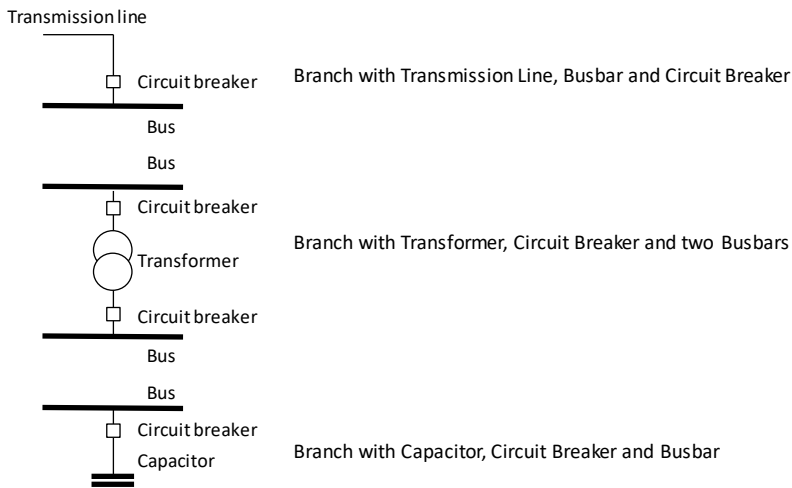 Transmission line
Circuit breaker
Branch with Transmission Line, Busbar and Circuit Breaker
Bus
Bus
Circuit breaker
Branch with Transformer, Circuit Breaker and two Busbars
Transformer
Circuit breaker
Bus
Bus
Circuit breaker
Branch with Capacitor, Circuit Breaker and Busbar
Capacitor